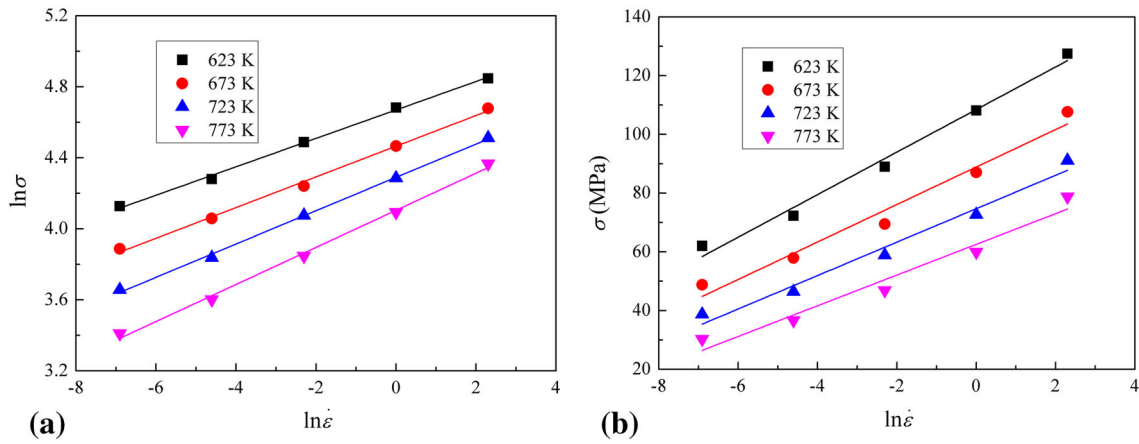 5.2
4.8
4.4
4.0
3.6
3.2
lnσ
623 K
673 K
723 K
773 K
-8 -6 -4 -2 0 2 4
lnε̇
(a)
140
120
100
80
60
40
20
σ (MPa)
623 K
673 K
723 K
773 K
-8 -6 -4 -2 0 2 4
lnε̇
(b)